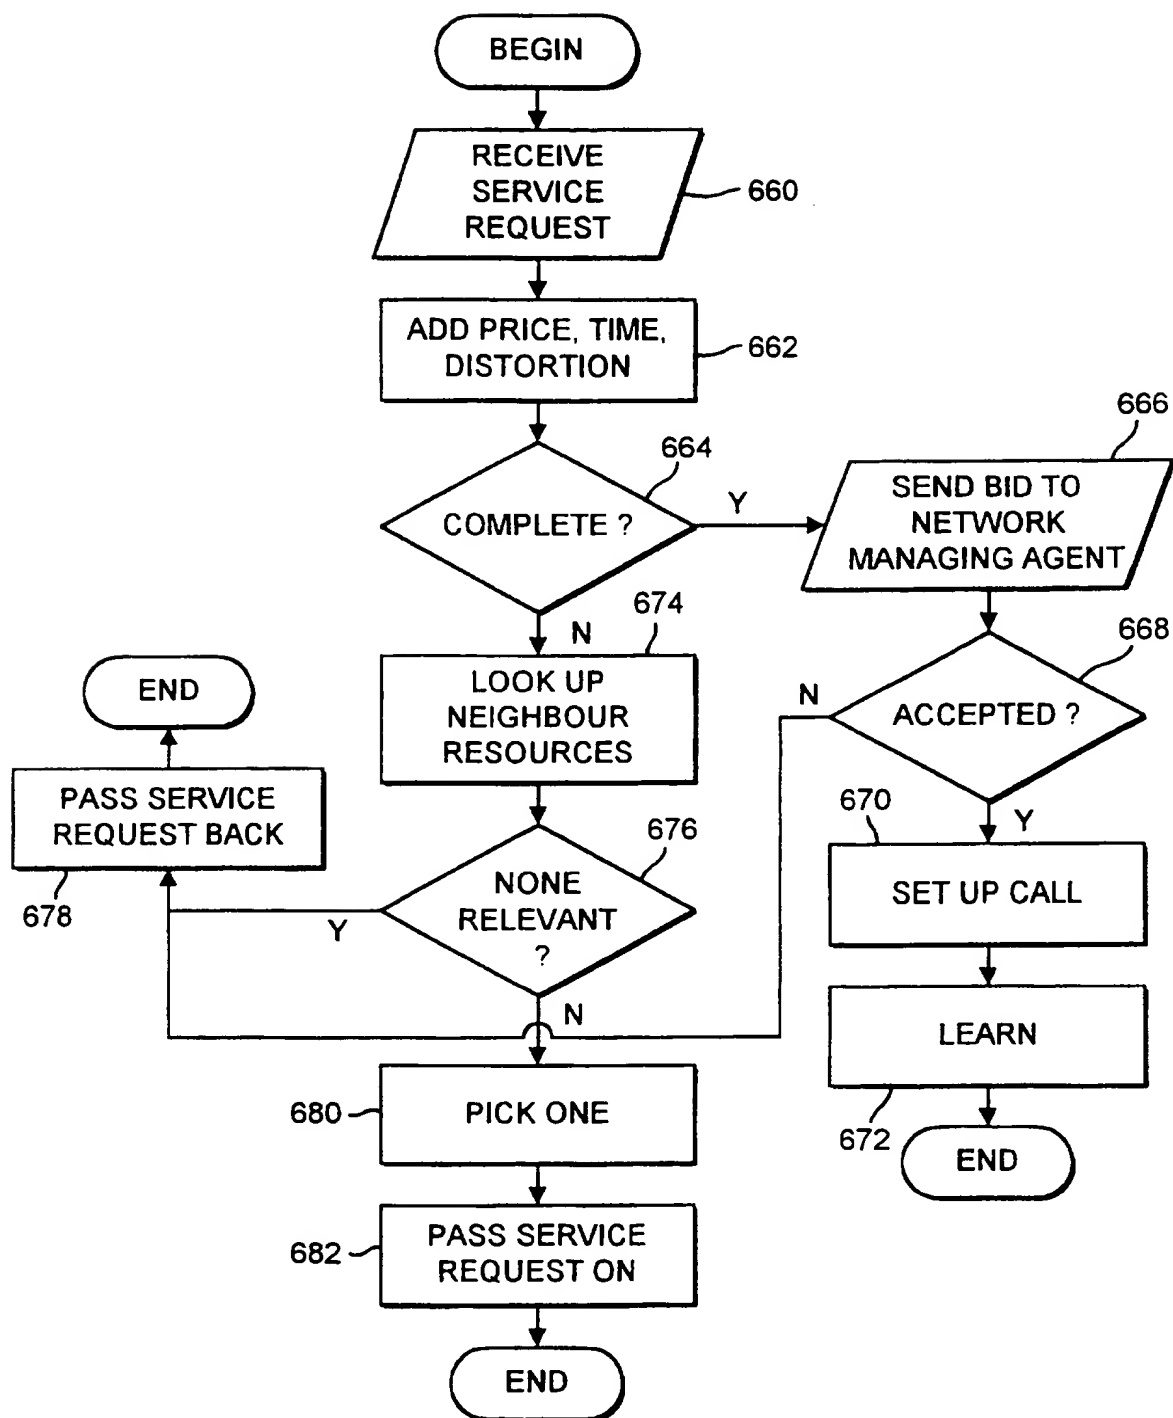 BEGIN
RECEIVE
SERVICE
REQUEST
660
ADD PRICE, TIME,
DISTORTION
662
COMPLETE ?
664
Y
N
SEND BID TO
NETWORK
MANAGING AGENT
666
ACCEPTED ?
668
N
Y
SET UP CALL
670
LEARN
672
END
LOOK UP
NEIGHBOUR
RESOURCES
674
NONE
RELEVANT
?
676
Y
N
PASS SERVICE
REQUEST BACK
678
END
PICK ONE
680
PASS SERVICE
REQUEST ON
682
END